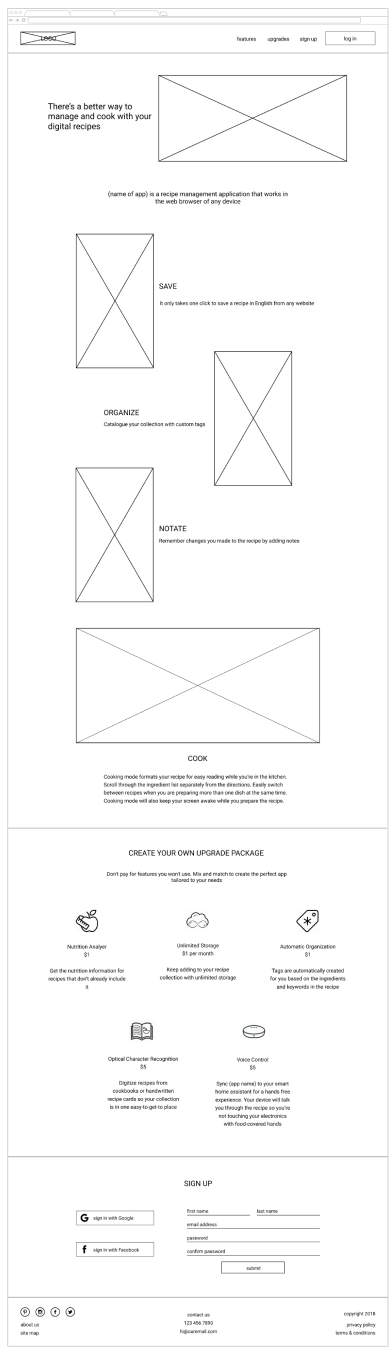 LOGO
features upgrades sign up log in
There's a better way to
manage and cook with your
digital recipes
(name of app) is a recipe management application that works in
the web browser of any device
SAVE
It only takes one click to save a recipe in English from any website
ORGANIZE
Catalogue your collection with custom tags
NOTATE
Remember changes you made to the recipe by adding notes
COOK
Cooking mode formats your recipe for easy reading while you're in the kitchen.
Scroll through the ingredient list separately from the directions. Easily switch
between recipes when you are preparing more than one dish at the same time.
Cooking mode will also keep your screen awake while you prepare the recipe.
CREATE YOUR OWN UPGRADE PACKAGE
Don't pay for features you won't use. Mix and match to create the perfect app
tailored to your needs
Nutrition Analyer
$1
Get the nutrition information for
recipes that don't already include
it
Unlimited Storage
$1 per month
Keep adding to your recipe
collection with unlimited storage
Automatic Organization
$1
Tags are automatically created
for you based on the ingredients
and keywords in the recipe
Optical Character Recognition
$5
Digitize recipes from
cookbooks or handwritten
recipe cards so your collection
is in one easy-to-get-to place
Voice Control
$5
Sync (app name) to your smart
home assistant for a hands free
experience. Your device will talk
you through the recipe so you're
not touching your electronics
with food-covered hands
SIGN UP
G sign in with Google
f sign in with Facebook
first name last name
email address
password
confirm password
submit
about us
site map
contact us
123 456 7890
copyright 2018
privacy policy
terms & conditions